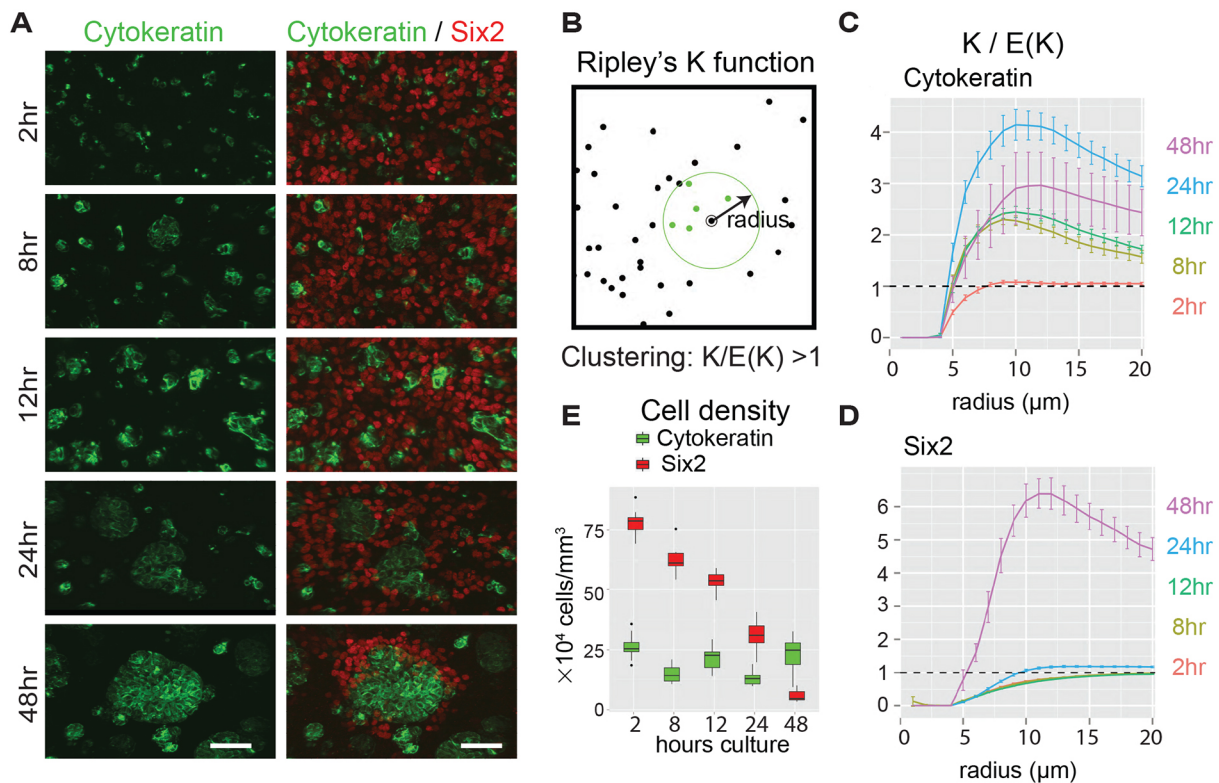 A
Cytokeratin
Cytokeratin / Six2
2hr
8hr
12hr
24hr
48hr
B
Ripley's K function
radius
Clustering: K/E(K) >1
C
K / E(K)
Cytokeratin
4
3
2
1
0
0
5
10
15
20
radius (µm)
48hr
24hr
12hr
8hr
2hr
D
Six2
6
5
4
3
2
1
0
0
5
10
15
20
radius (µm)
48hr
24hr
12hr
8hr
2hr
E
Cell density
Cytokeratin
Six2
×10⁴ cells/mm³
75
50
25
0
2
8
12
24
48
hours culture